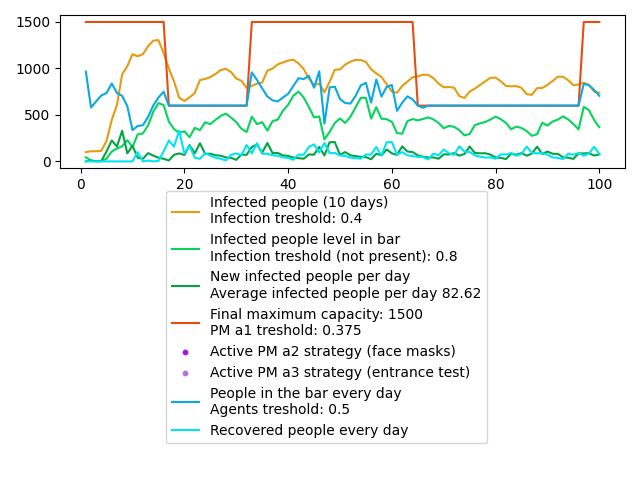 1500
1000
500
0
0
20
40
60
80
100
Infected people (10 days)
Infection treshold: 0.4
Infected people level in bar
Infection treshold (not present): 0.8
New infected people per day
Average infected people per day 82.62
Final maximum capacity: 1500
PM a1 treshold: 0.375
Active PM a2 strategy (face masks)
Active PM a3 strategy (entrance test)
People in the bar every day
Agents treshold: 0.5
Recovered people every day